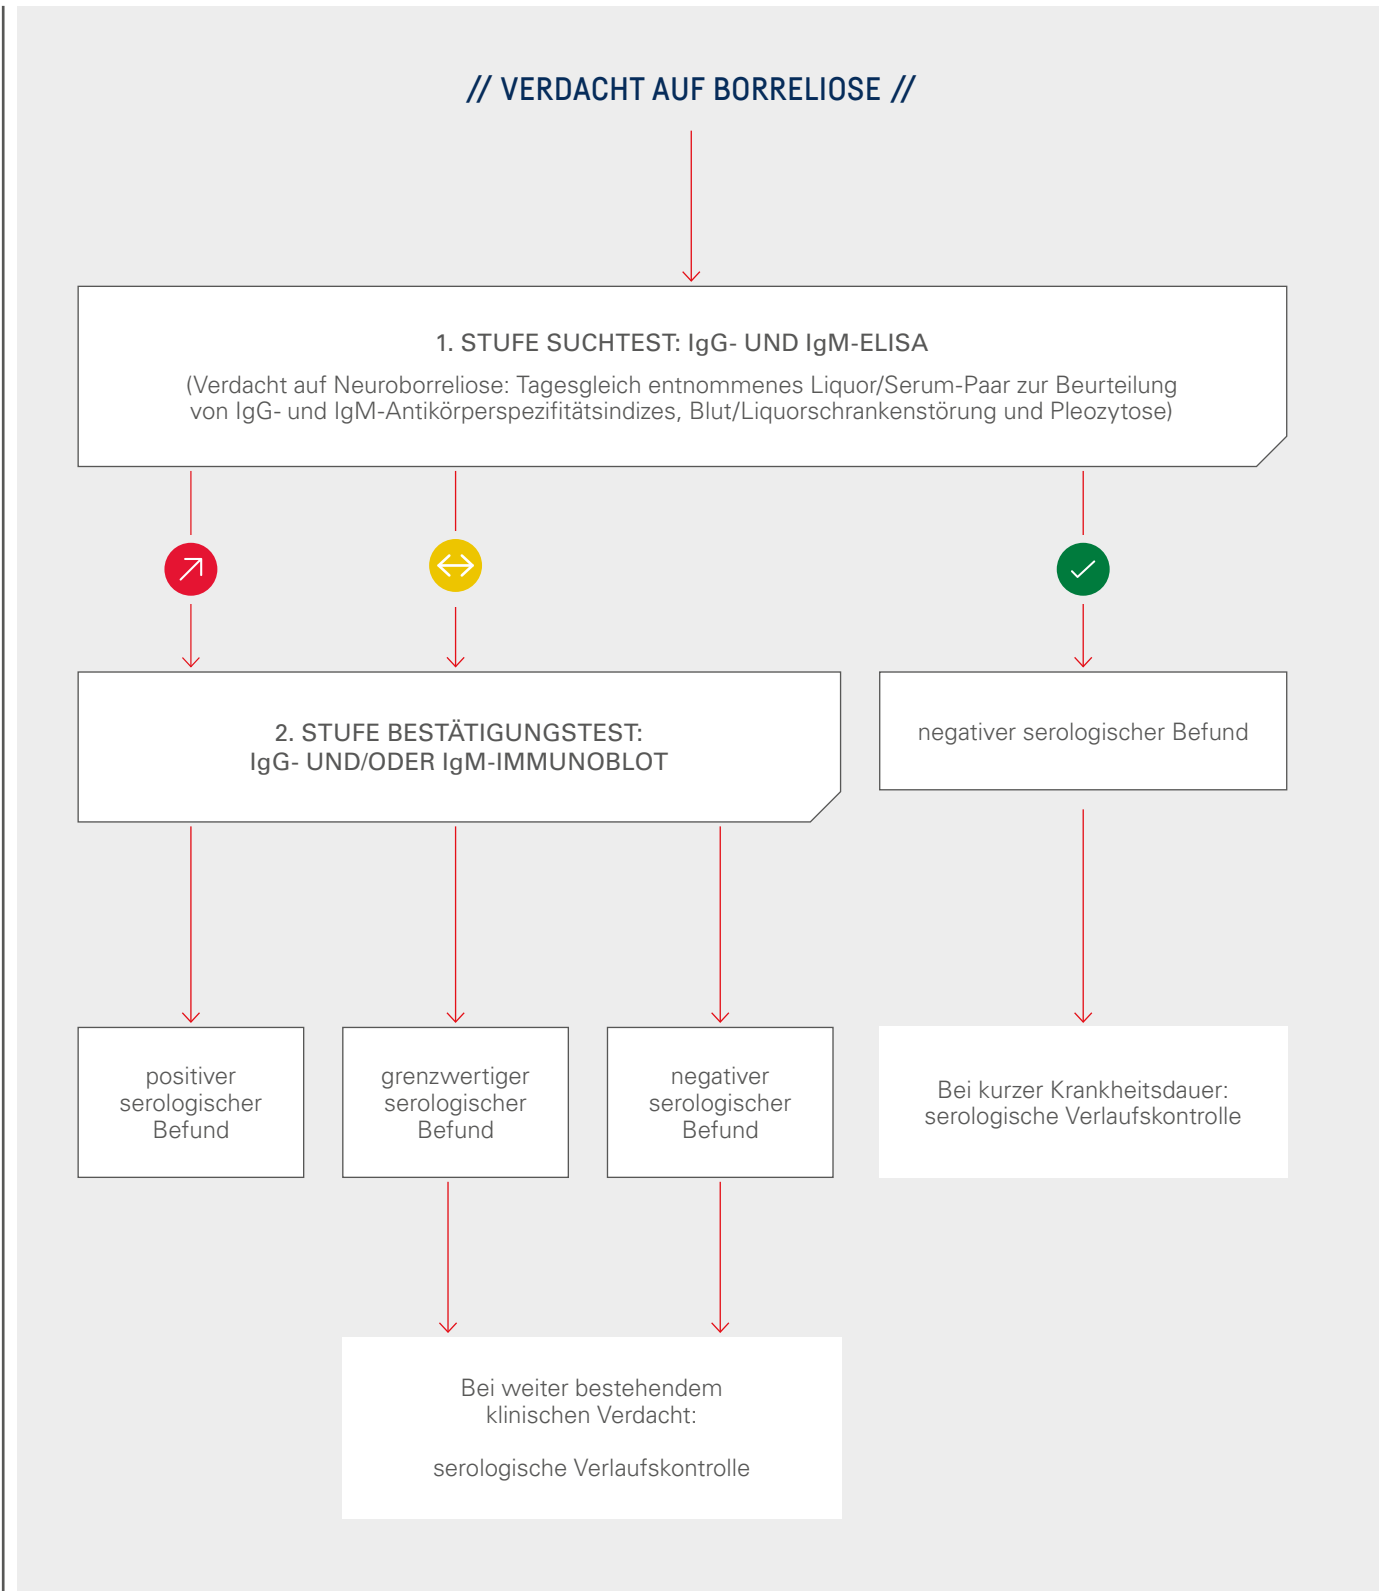 // VERDACHT AUF BORRELIOSE //
1. STUFE SUCHTEST: IgG- UND IgM-ELISA
(Verdacht auf Neuroborreliose: Tagesgleich entnommenes Liquor/Serum-Paar zur Beurteilung
von IgG- und IgM-Antikörperspezifitätsindizes, Blut/Liquorschrankenstörung und Pleozytose)
2. STUFE BESTÄTIGUNGSTEST:
IgG- UND/ODER IgM-IMMUNOBLOT
negativer serologischer Befund
positiver
serologischer
Befund
grenzwertiger
serologischer
Befund
negativer
serologischer
Befund
Bei kurzer Krankheitsdauer:
serologische Verlaufskontrolle
Bei weiter bestehendem
klinischen Verdacht:
serologische Verlaufskontrolle